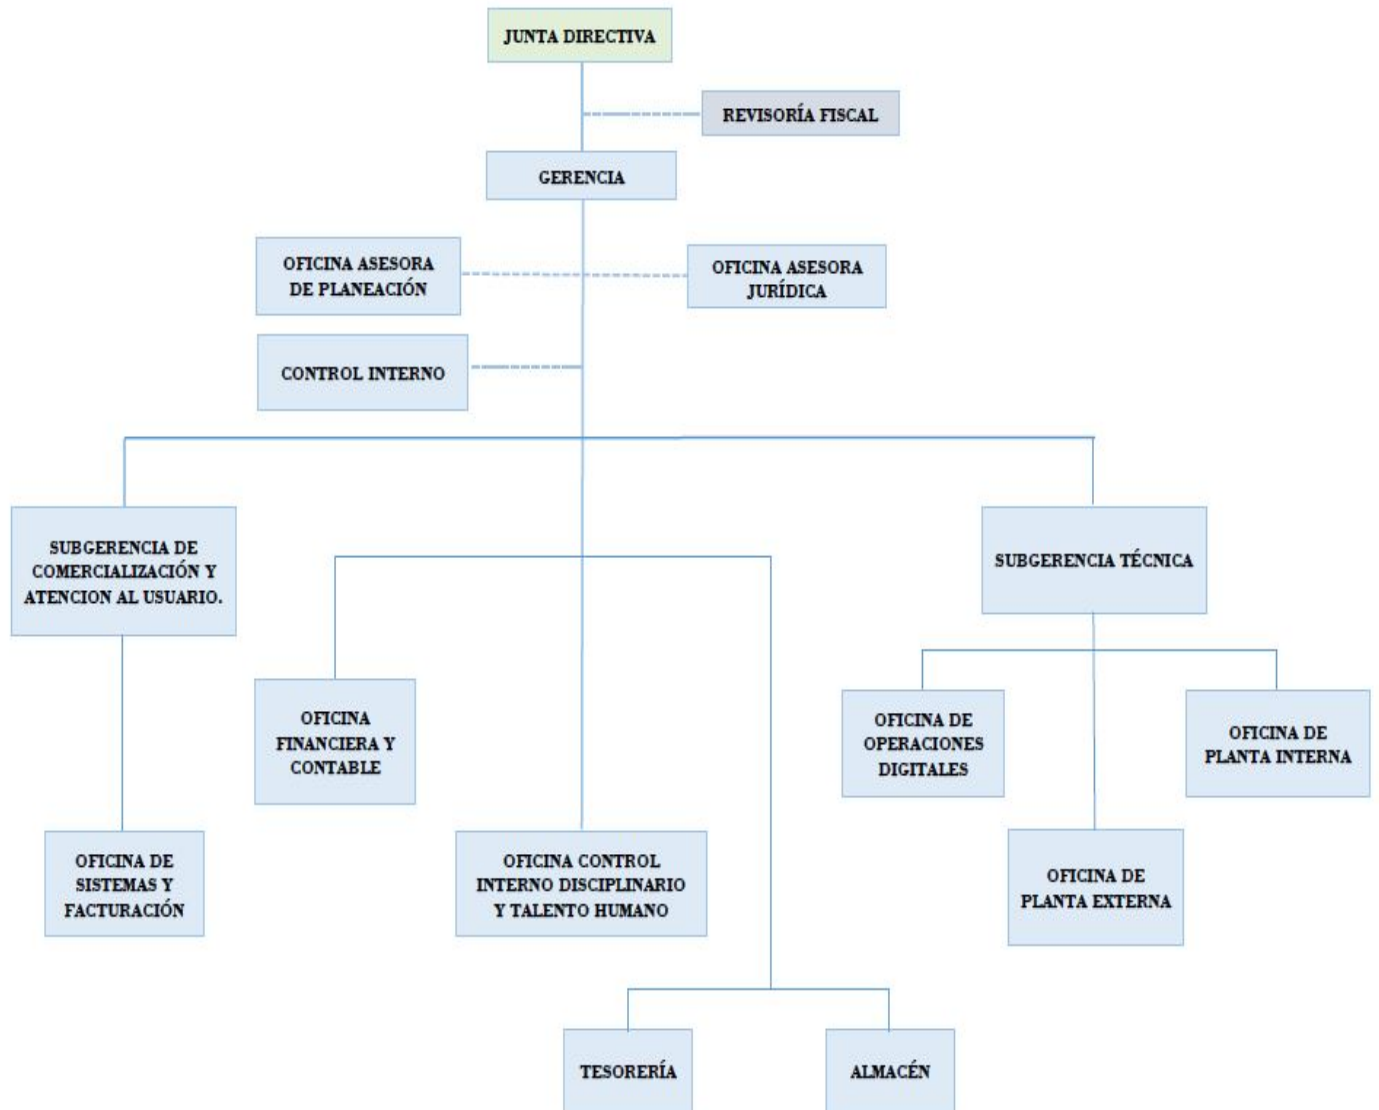 JUNTA DIRECTIVA
REVISORÍA FISCAL
GERENCIA
OFICINA ASESORA
DE PLANEACIÓN
OFICINA ASESORA
JURÍDICA
CONTROL INTERNO
SUBGERENCIA DE
COMERCIALIZACIÓN Y
ATENCION AL USUARIO.
SUBGERENCIA TÉCNICA
OFICINA
FINANCIERA Y
CONTABLE
OFICINA DE
OPERACIONES
DIGITALES
OFICINA DE
PLANTA INTERNA
OFICINA DE
SISTEMAS Y
FACTURACIÓN
OFICINA CONTROL
INTERNO DISCIPLINARIO
Y TALENTO HUMANO
OFICINA DE
PLANTA EXTERNA
TESORERÍA
ALMACÉN